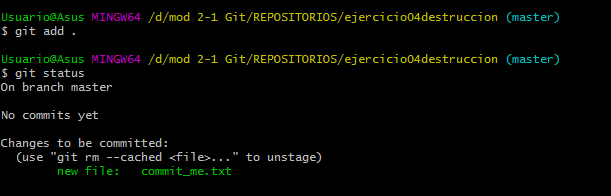 Usuario@Asus MINGW64 /d/mod 2-1 Git/REPOSITORIOS/ejercicio04destruccion (master)
$ git add .
Usuario@Asus MINGW64 /d/mod 2-1 Git/REPOSITORIOS/ejercicio04destruccion (master)
$ git status
On branch master
No commits yet
Changes to be committed:
  (use "git rm --cached <file>..." to unstage)
        new file:   commit_me.txt